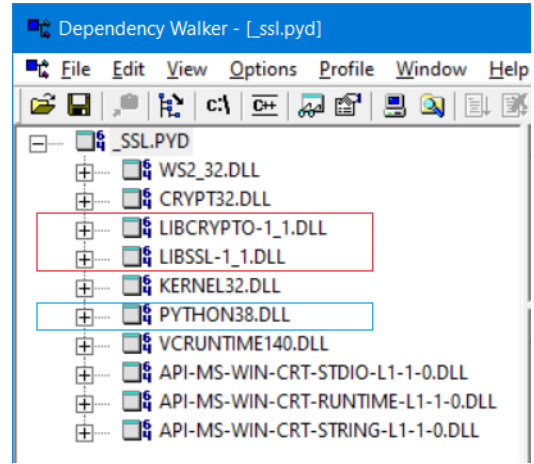 Dependency Walker - [_ssl.pyd]
File Edit View Options Profile Window Help
c:\ C++
_SSL.PYD
WS2_32.DLL
CRYPT32.DLL
LIBCRYPTO-1_1.DLL
LIBSSL-1_1.DLL
KERNEL32.DLL
PYTHON38.DLL
VCRUNTIME140.DLL
API-MS-WIN-CRT-STDIO-L1-1-0.DLL
API-MS-WIN-CRT-RUNTIME-L1-1-0.DLL
API-MS-WIN-CRT-STRING-L1-1-0.DLL